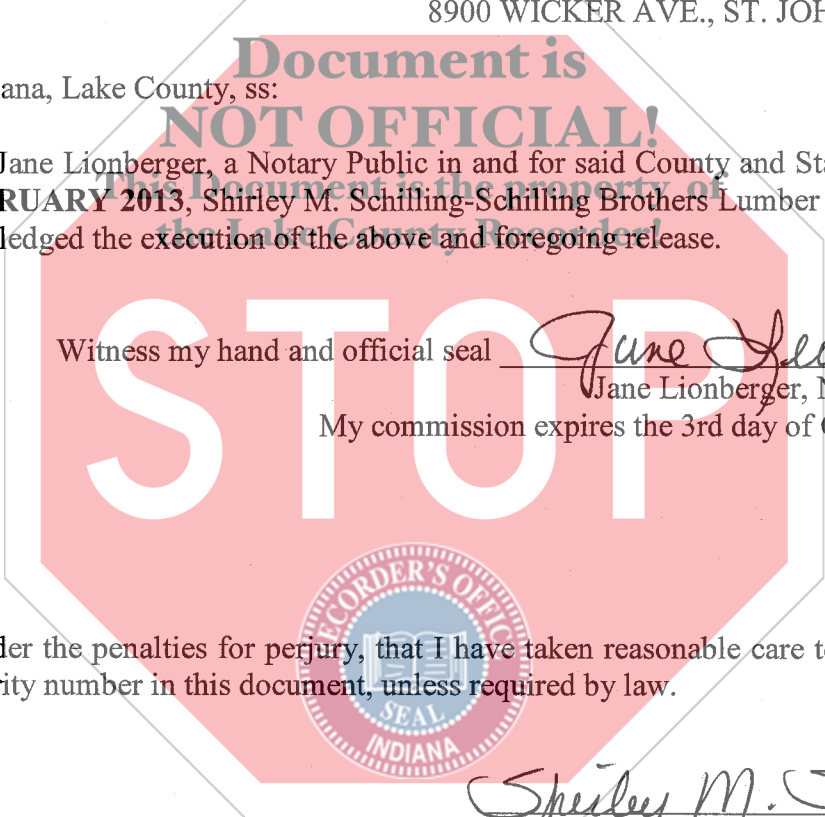 8900 WICKER AVE., ST. JOH
Document is
ana, Lake County, ss:
NOT OFFICIAL!
Jane Lionberger, a Notary Public in and for said County and Sta
This Document is the property of
RUARY 2013, Shirley M. Schilling-Schilling Brothers Lumber
the Lake County Recorder!
ledged the execution of the above and foregoing release.
STOP
Witness my hand and official seal Jane
Jane Lionberger, N
My commission expires the 3rd day of
RECORDER'S OFFIC
der the penalties for perjury, that I have taken reasonable care to
rity number in this document, unless required by law.
SEAL
INDIANA
Shirley M. S